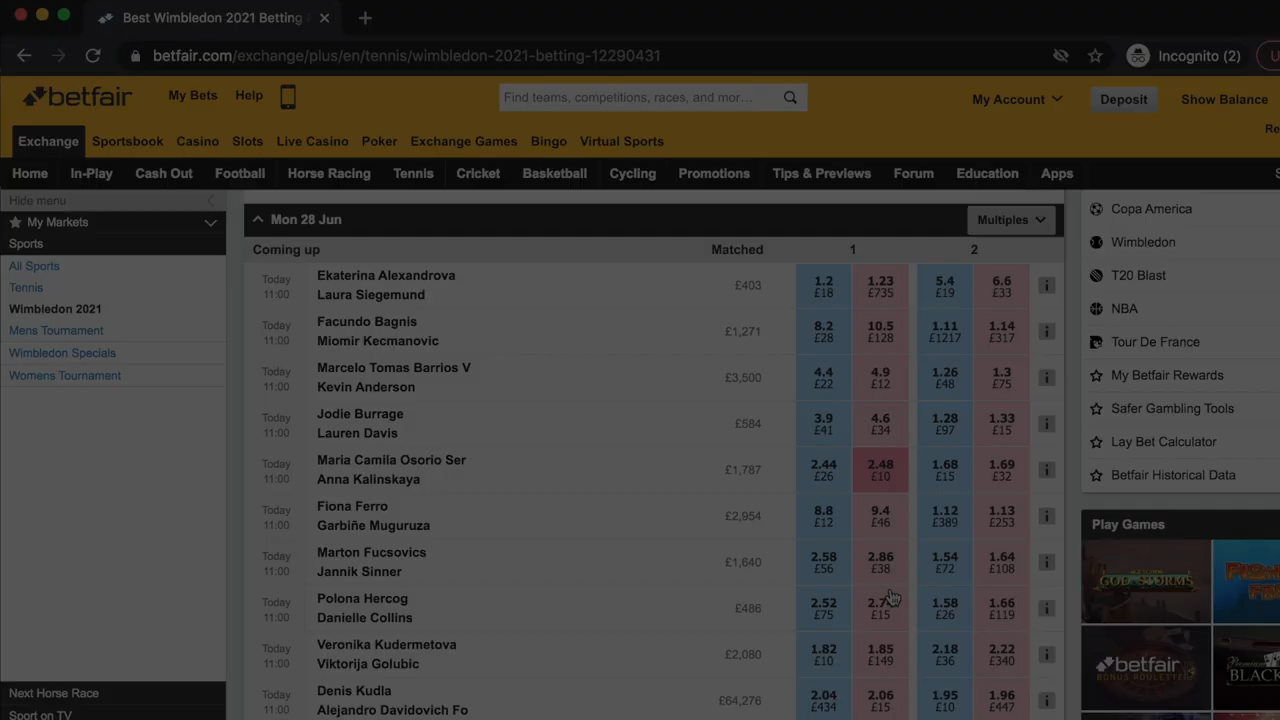 Best Wimbledon 2021 Betting
betfair.com/exchange/plus/en/tennis/wimbledon-2021-betting-12290431
Incognito (2)
betfair
My Bets
Help
Find teams, competitions, races, and mor…
My Account
Deposit
Show Balance
Exchange
Sportsbook
Casino
Slots
Live Casino
Poker
Exchange Games
Bingo
Virtual Sports
Home
In-Play
Cash Out
Football
Horse Racing
Tennis
Cricket
Basketball
Cycling
Promotions
Tips & Previews
Forum
Education
Apps
Hide menu
My Markets
Sports
All Sports
Tennis
Wimbledon 2021
Mens Tournament
Wimbledon Specials
Womens Tournament
Next Horse Race
Sport on TV
Mon 28 Jun
Multiples
Coming up
Matched
1
2
Today 11:00
Ekaterina Alexandrova
Laura Siegemund
£403
1.2 1.23 5.4 6.6
£18 £735 £19 £33
Today 11:00
Facundo Bagnis
Miomir Kecmanovic
£1,271
8.2 10.5 1.11 1.14
£28 £128 £1217 £317
Today 11:00
Marcelo Tomas Barrios V
Kevin Anderson
£3,500
4.4 4.9 1.26 1.3
£22 £12 £48 £75
Today 11:00
Jodie Burrage
Lauren Davis
£584
3.9 4.6 1.28 1.33
£41 £34 £97 £15
Today 11:00
Maria Camila Osorio Ser
Anna Kalinskaya
£1,787
2.44 2.48 1.68 1.69
£26 £10 £15 £32
Today 11:00
Fiona Ferro
Garbiñe Muguruza
£2,954
8.8 9.4 1.12 1.13
£12 £46 £389 £253
Today 11:00
Marton Fucsovics
Jannik Sinner
£1,640
2.58 2.86 1.54 1.64
£56 £38 £72 £108
Today 11:00
Polona Hercog
Danielle Collins
£486
2.52 1.58 1.66
£75 £15 £26 £119
Today 11:00
Veronika Kudermetova
Viktorija Golubic
£2,080
1.82 1.85 2.18 2.22
£10 £149 £36 £340
Today 11:00
Denis Kudla
Alejandro Davidovich Fo
£64,276
2.04 2.06 1.95 1.96
£434 £15 £10 £447
Copa America
Wimbledon
T20 Blast
NBA
Tour De France
My Betfair Rewards
Safer Gambling Tools
Lay Bet Calculator
Betfair Historical Data
Play Games
GOD OF STORMS
betfair
BONUS ROULETTE